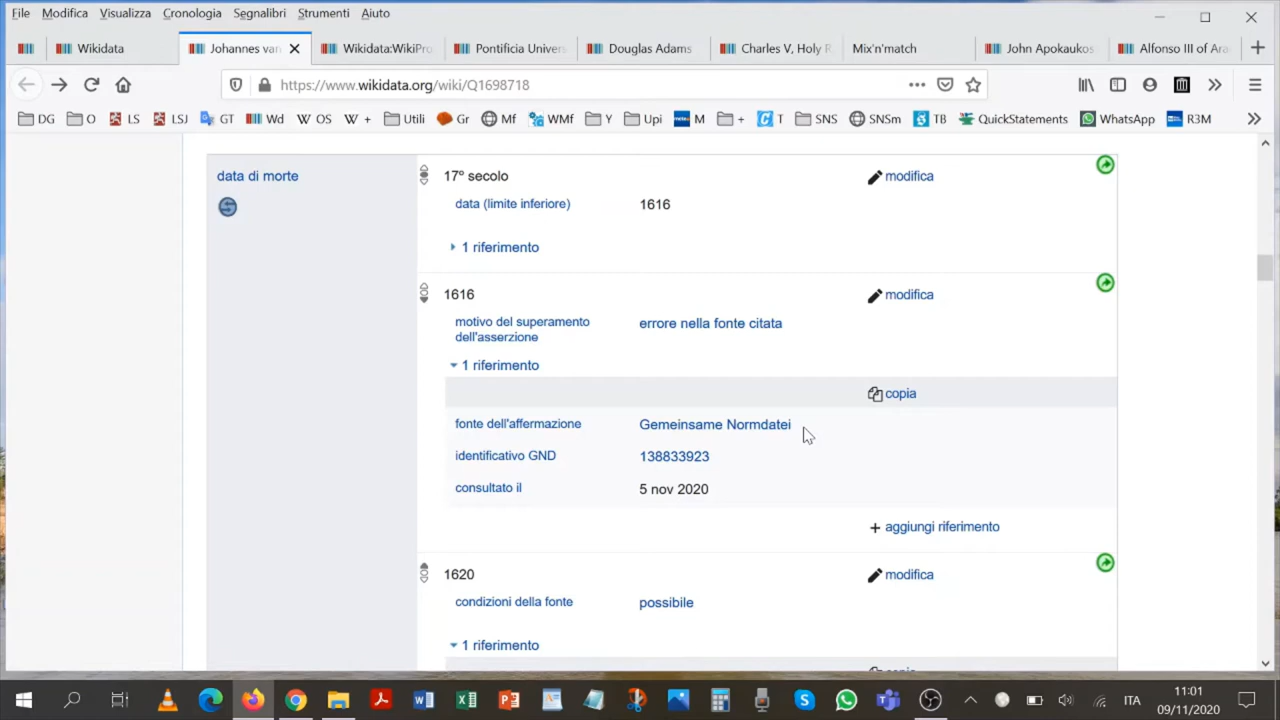 File Modifica Visualizza Cronologia Segnalibri Strumenti Aiuto
Wikidata Johannes van Wikidata:WikiPro Pontificia Univer Douglas Adams Charles V, Holy R Mix'n'match John Apokaukos Alfonso III of Ara
https://www.wikidata.org/wiki/Q1698718
DG O LS LSJ GT Wd OS + Utili Gr Mf WMf Y Upi M + T SNS SNSm TB QuickStatements WhatsApp R3M
data di morte 17º secolo modifica
data (limite inferiore) 1616
1 riferimento
1616 modifica
motivo del superamento dell'asserzione errore nella fonte citata
1 riferimento
copia
fonte dell'affermazione Gemeinsame Normdatei
identificativo GND 138833923
consultato il 5 nov 2020
+ aggiungi riferimento
1620 modifica
condizioni della fonte possibile
1 riferimento
ITA 11:01
09/11/2020